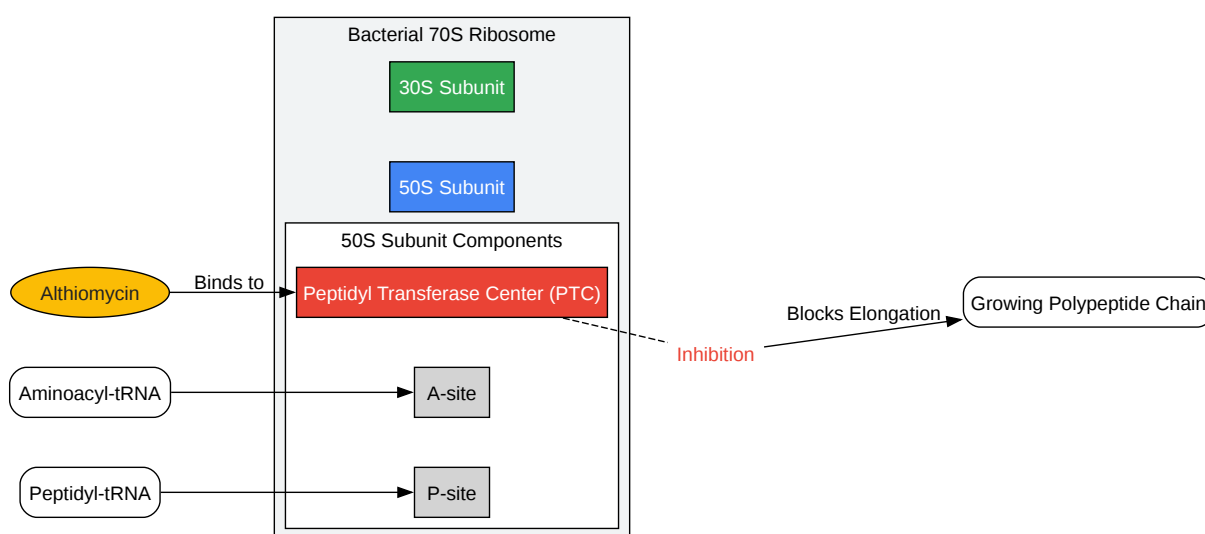 Bacterial 70S Ribosome
30S Subunit
50S Subunit
50S Subunit Components
Althiomycin
Binds to
Peptidyl Transferase Center (PTC)
Inhibition
Blocks Elongation
Growing Polypeptide Chain
Aminoacyl-tRNA
A-site
Peptidyl-tRNA
P-site